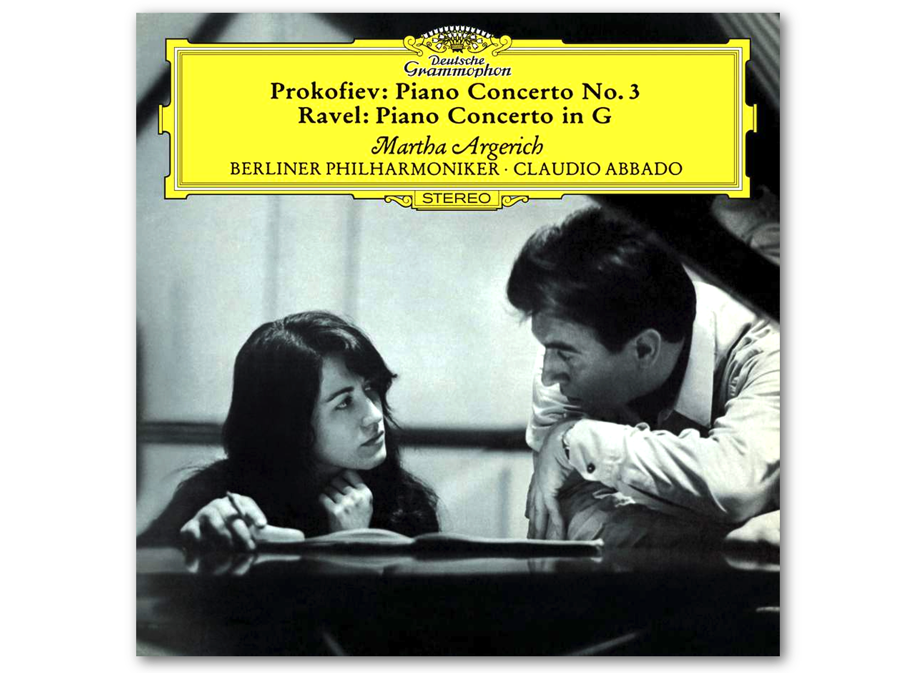 Deutsche
Grammophon
Prokofiev: Piano Concerto No. 3
Ravel: Piano Concerto in G
Martha Argerich
BERLINER PHILHARMONIKER · CLAUDIO ABBADO
STEREO